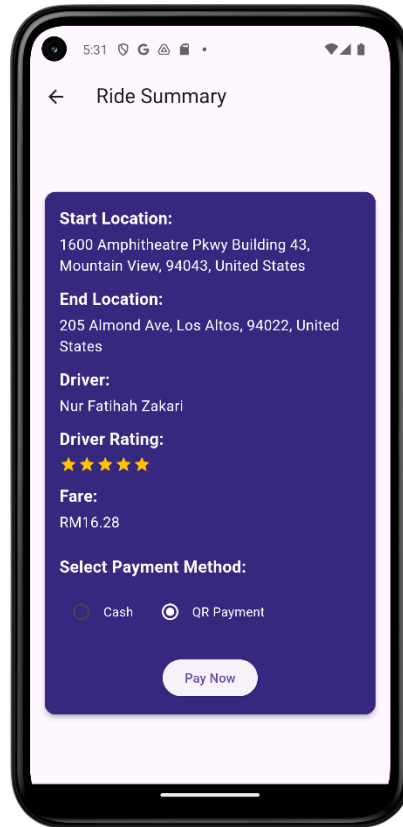 5:31
Ride Summary
Start Location:
1600 Amphitheatre Pkwy Building 43,
Mountain View, 94043, United States
End Location:
205 Almond Ave, Los Altos, 94022, United
States
Driver:
Nur Fatihah Zakari
Driver Rating:
Fare:
RM16.28
Select Payment Method:
Cash QR Payment
Pay Now